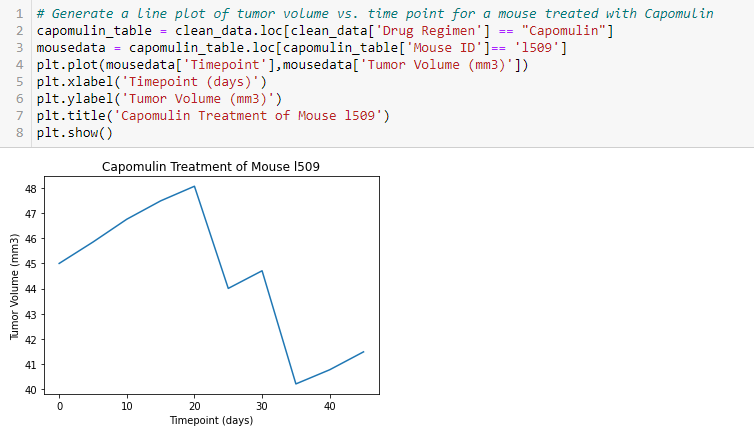 1 # Generate a line plot of tumor volume vs. time point for a mouse treated with Capomulin
2 capomulin_table = clean_data.loc[clean_data['Drug Regimen'] == "Capomulin"]
3 mousedata = capomulin_table.loc[capomulin_table['Mouse ID']== 'l509']
4 plt.plot(mousedata['Timepoint'],mousedata['Tumor Volume (mm3)'])
5 plt.xlabel('Timepoint (days)')
6 plt.ylabel('Tumor Volume (mm3)')
7 plt.title('Capomulin Treatment of Mouse l509')
8 plt.show()
Capomulin Treatment of Mouse l509
48
47
46
45
44
43
42
41
40
Tumor Volume (mm3)
0 10 20 30 40
Timepoint (days)